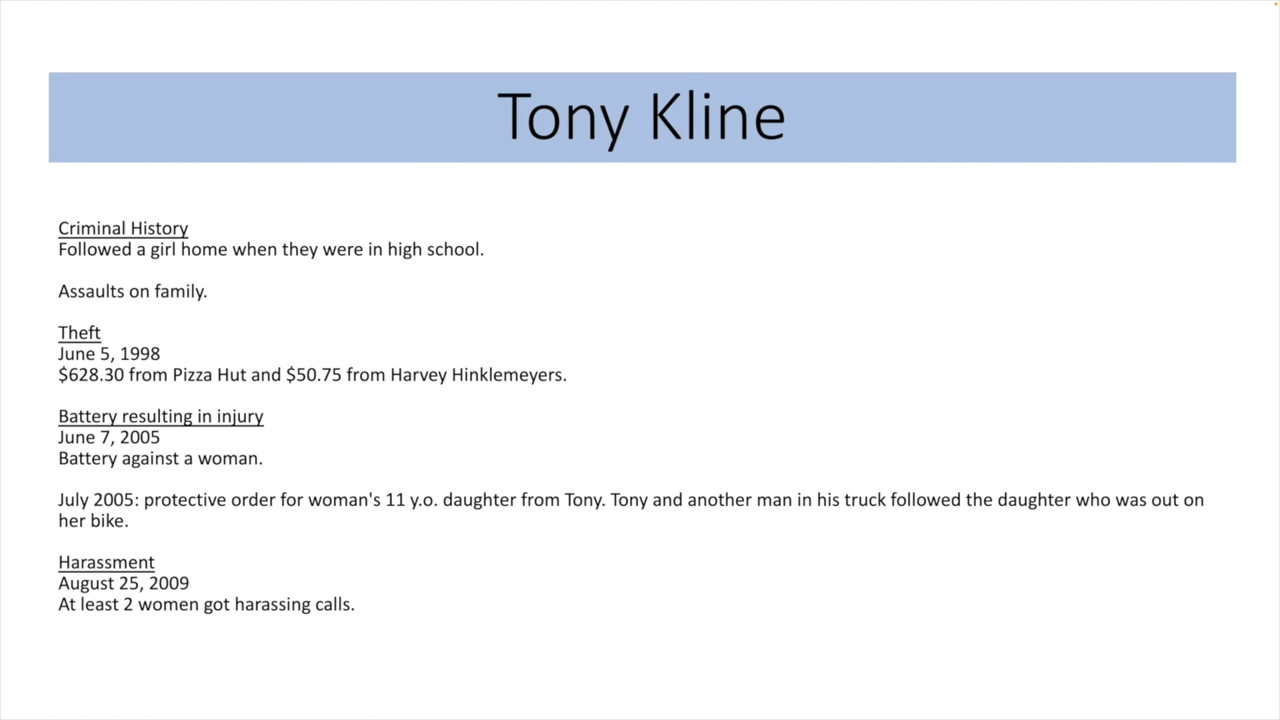 Tony Kline
Criminal History
Followed a girl home when they were in high school.
Assaults on family.
Theft
June 5, 1998
$628.30 from Pizza Hut and $50.75 from Harvey Hinklemeyers.
Battery resulting in injury
June 7, 2005
Battery against a woman.
July 2005: protective order for woman's 11 y.o. daughter from Tony. Tony and another man in his truck followed the daughter who was out on
her bike.
Harassment
August 25, 2009
At least 2 women got harassing calls.